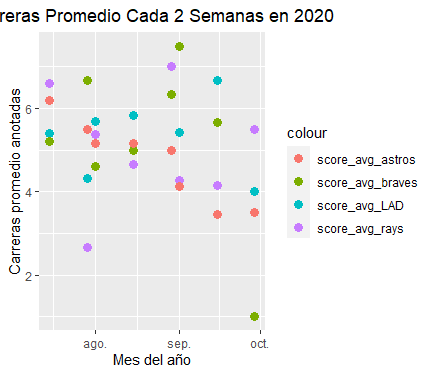 reras Promedio Cada 2 Semanas en 2020
Carreras promedio anotadas
6
4
2
ago.
sep.
oct.
Mes del año
colour
score_avg_astros
score_avg_braves
score_avg_LAD
score_avg_rays